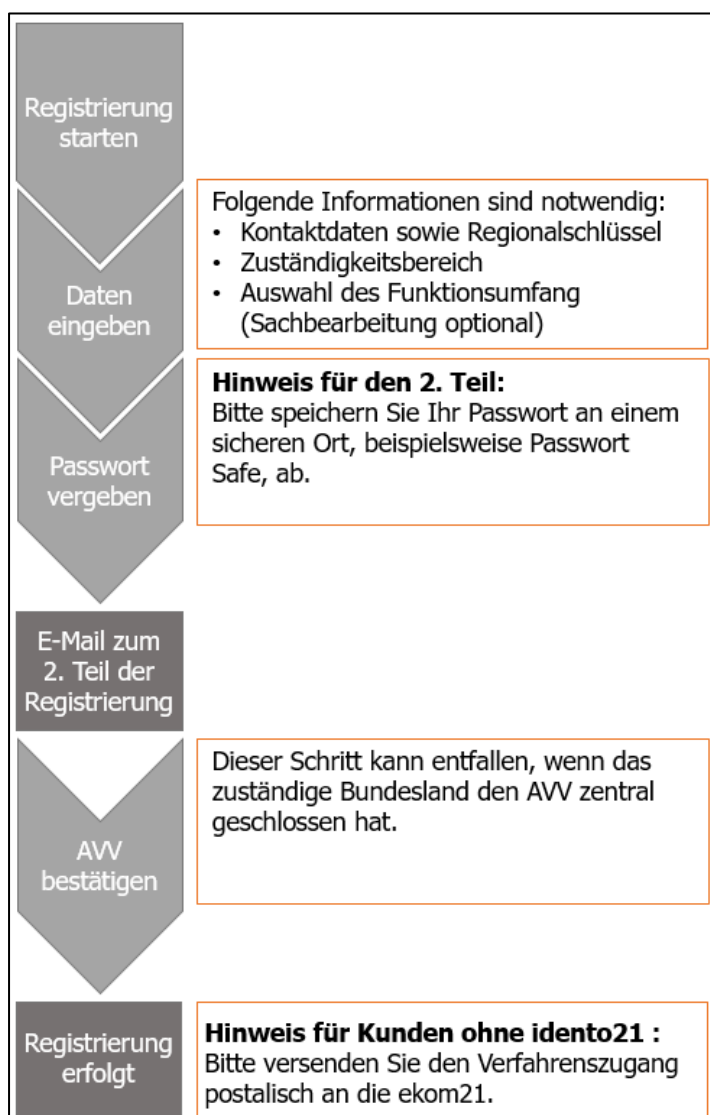 Registrierung
starten
Folgende Informationen sind notwendig:
• Kontaktdaten sowie Regionalschlüssel
• Zuständigkeitsbereich
• Auswahl des Funktionsumfang
(Sachbearbeitung optional)
Daten
eingeben
Hinweis für den 2. Teil:
Bitte speichern Sie Ihr Passwort an einem
sicheren Ort, beispielsweise Passwort
Safe, ab.
Passwort
vergeben
E-Mail zum
2. Teil der
Registrierung
Dieser Schritt kann entfallen, wenn das
zuständige Bundesland den AVV zentral
geschlossen hat.
AVV
bestätigen
Registrierung
erfolgt
Hinweis für Kunden ohne idento21 :
Bitte versenden Sie den Verfahrenszugang
postalisch an die ekom21.